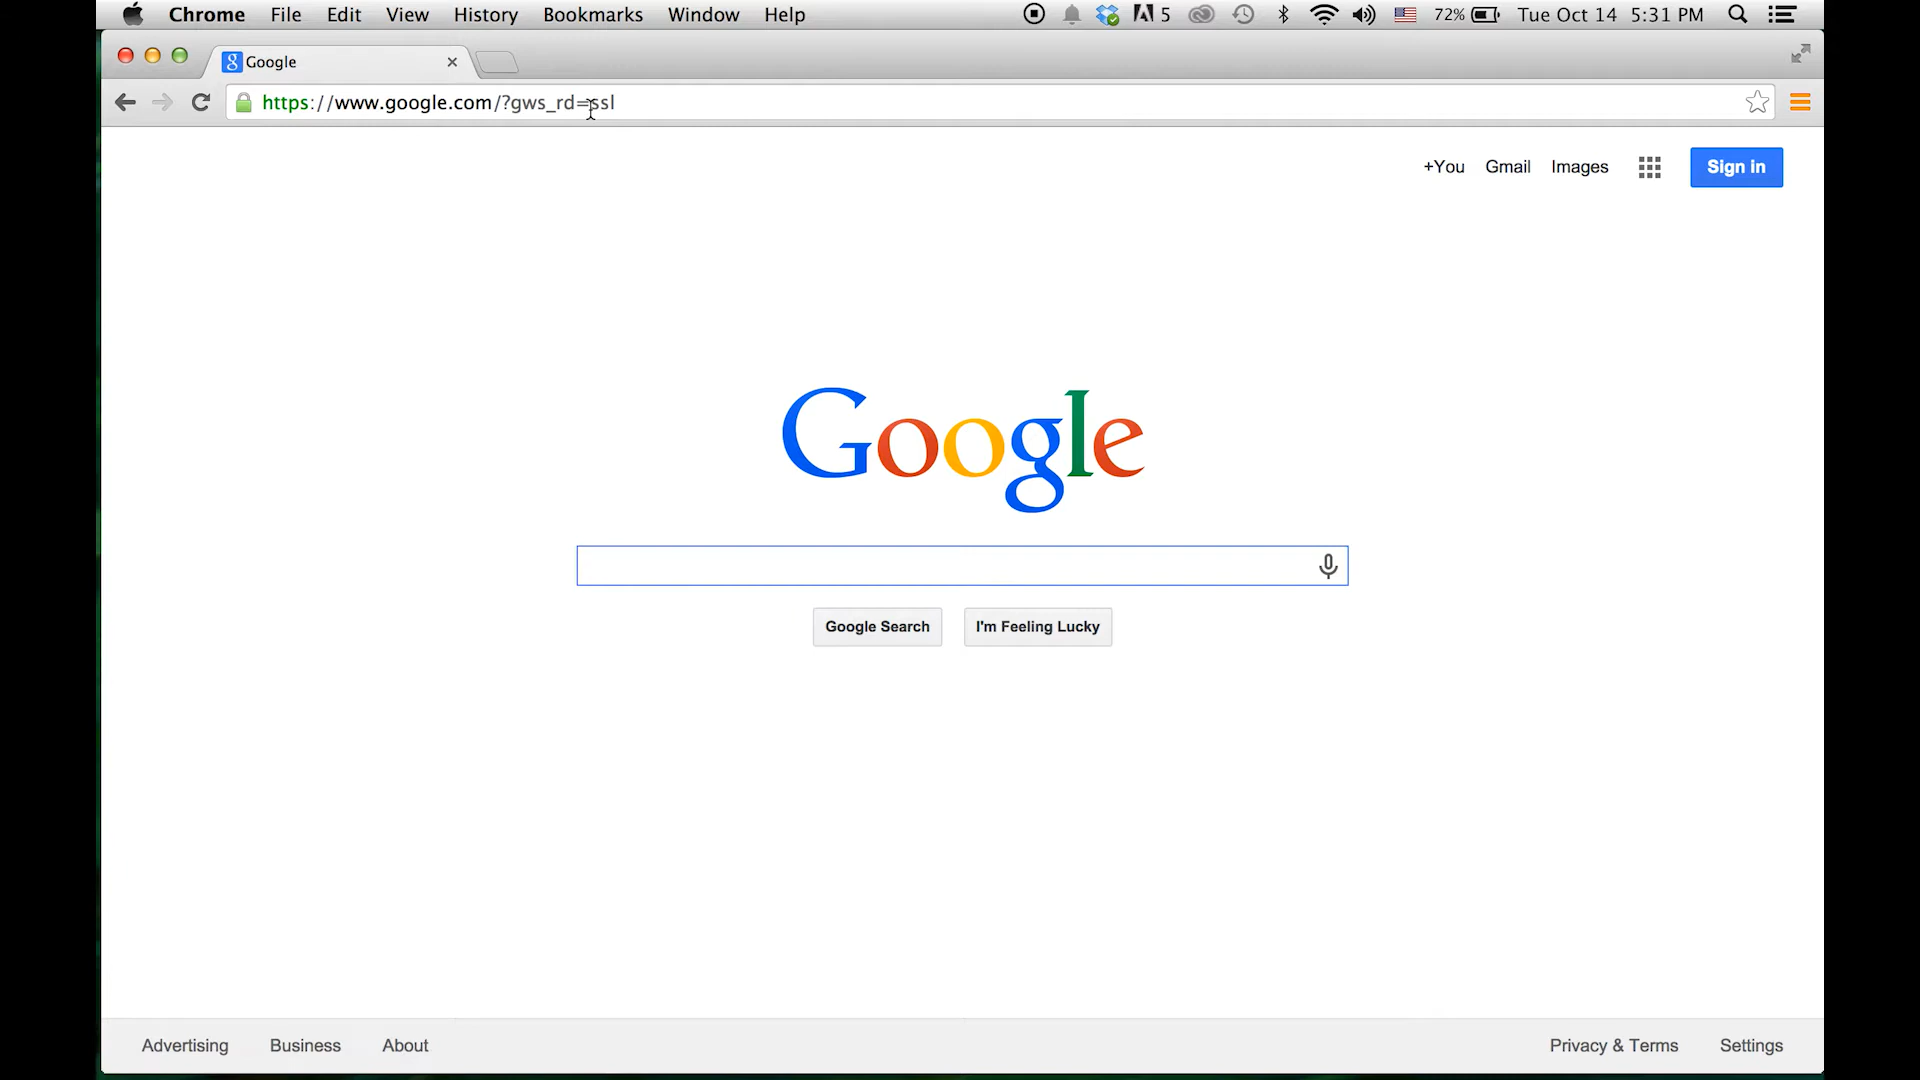 Chrome File Edit View History Bookmarks Window Help 5 72% Tue Oct 14 5:31 PM
Google
https://www.google.com/?gws_rd=ssl
+You Gmail Images Sign in
Google
Google Search I'm Feeling Lucky
Advertising Business About Privacy & Terms Settings